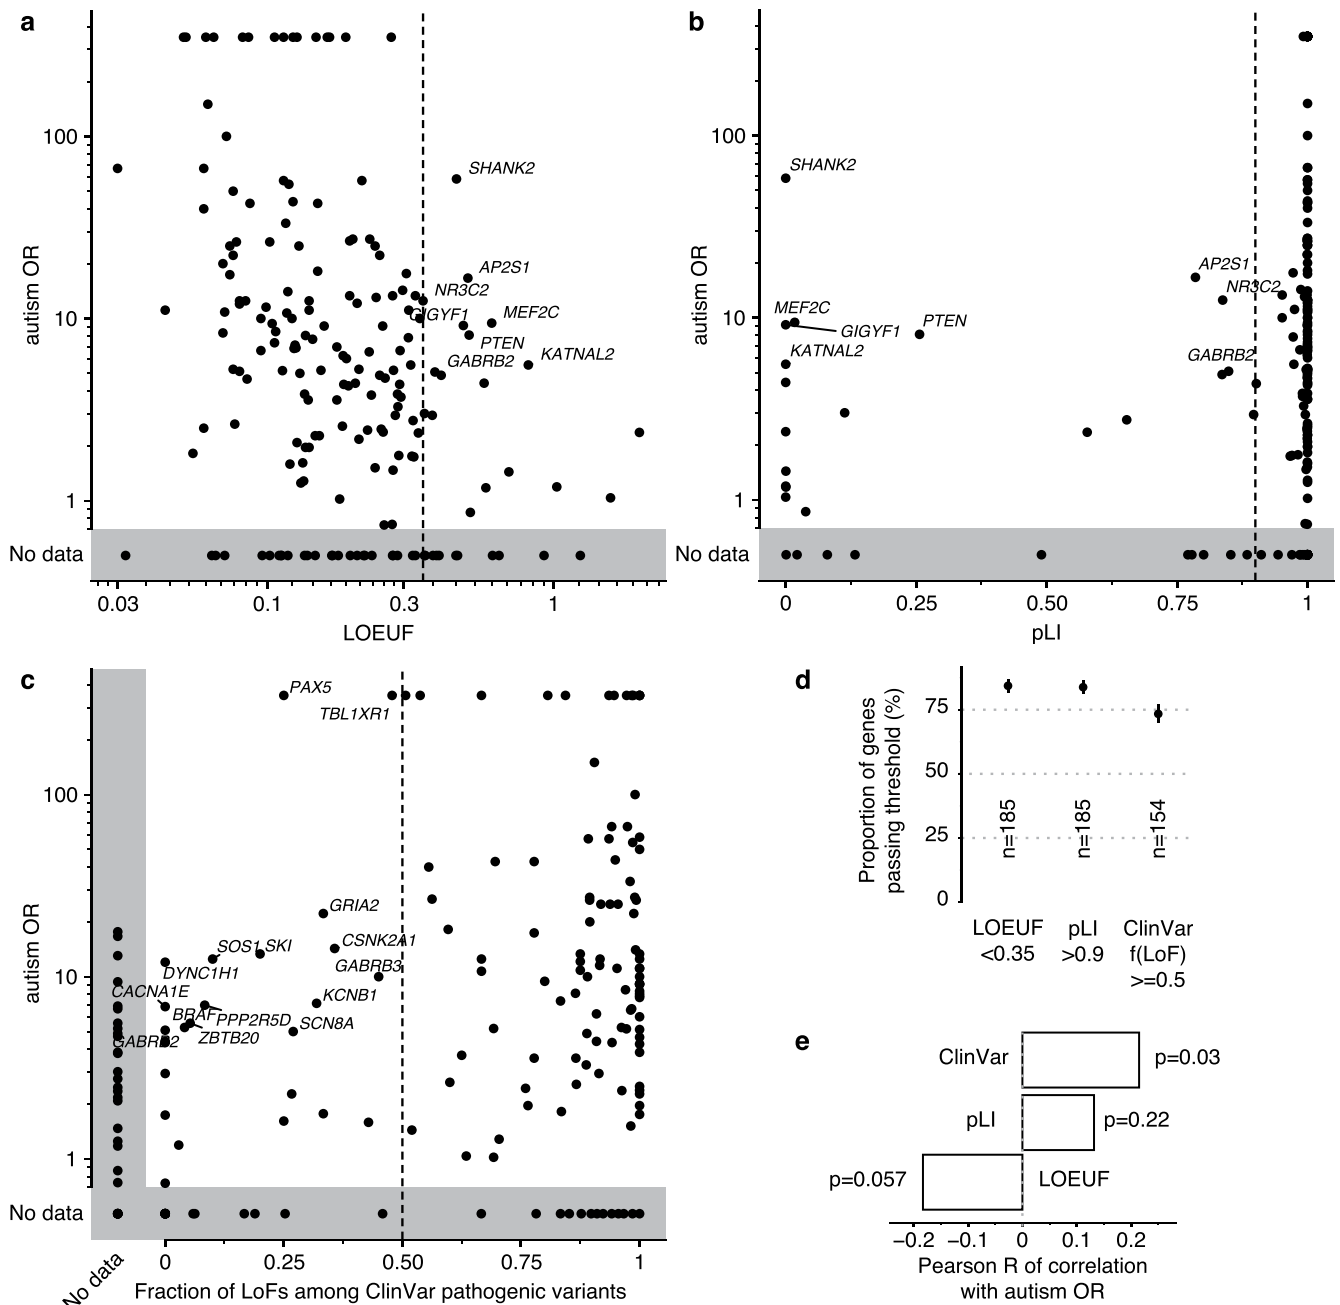 a
autism OR
100
10
1
No data
SHANK2
AP2S1
NR3C2
GIGYF1
MEF2C
PTEN
GABRB2
KATNAL2
0.03
0.1
0.3
1
LOEUF
b
autism OR
100
10
1
No data
SHANK2
AP2S1
NR3C2
MEF2C
GIGYF1
PTEN
KATNAL2
GABRB2
0
0.25
0.50
0.75
1
pLI
c
autism OR
100
10
1
No data
PAX5
TBL1XR1
GRIA2
SOS1
SKI
CSNK2A1
DYNC1H1
GABRB3
CACNA1E
KCNB1
BRAF
PPP2R5D
SCN8A
ZBTB20
GABRB2
No data
0
0.25
0.50
0.75
1
Fraction of LoFs among ClinVar pathogenic variants
d
Proportion of genes
passing threshold (%)
75
50
25
0
n=185
n=185
n=154
LOEUF
<0.35
pLI
>0.9
ClinVar
f(LoF)
>=0.5
e
ClinVar
p=0.03
pLI
p=0.22
p=0.057
LOEUF
−0.2
−0.1
0
0.1
0.2
Pearson R of correlation
with autism OR